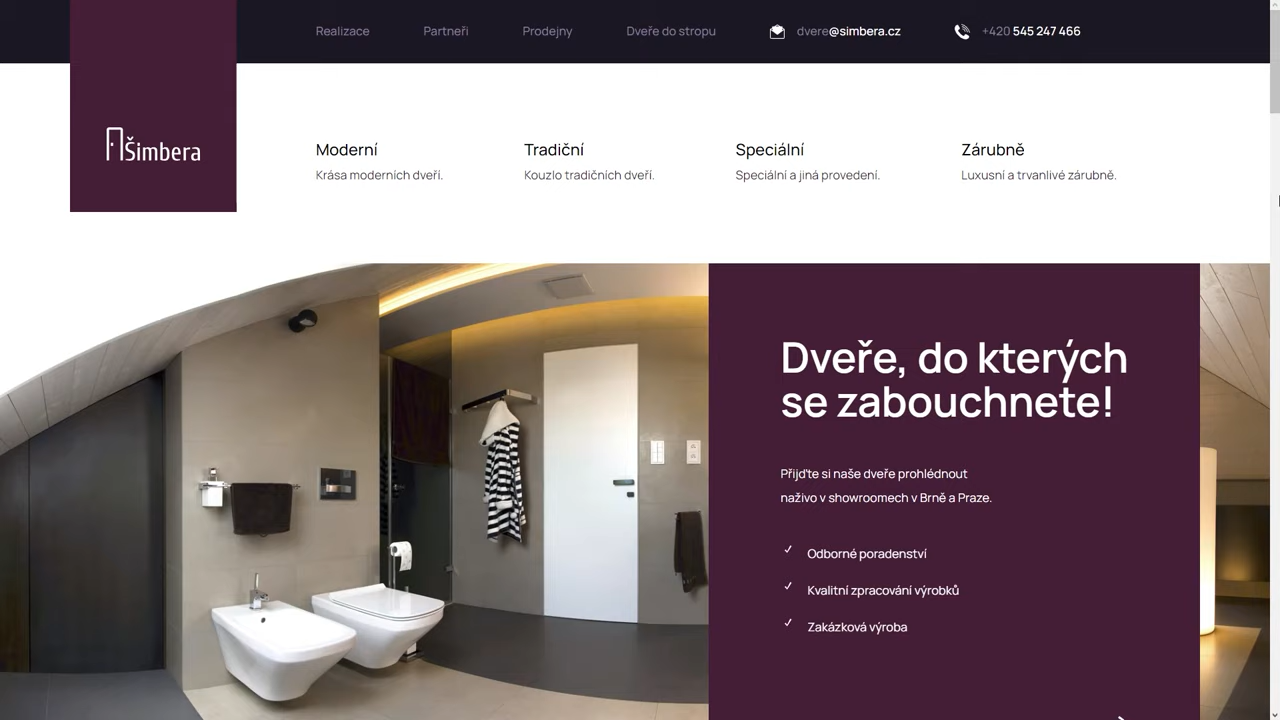 Realizace
Partneři
Prodejny
Dveře do stropu
dvere@simbera.cz
+420 545 247 466
Šimbera
Moderní
Krása moderních dveří.
Tradiční
Kouzlo tradičních dveří.
Speciální
Speciální a jiná provedení.
Zárubně
Luxusní a trvanlivé zárubně.
Dveře, do kterých
se zabouchnete!
Přijďte si naše dveře prohlédnout
naživo v showroomech v Brně a Praze.
Odborné poradenství
Kvalitní zpracování výrobků
Zakázková výroba